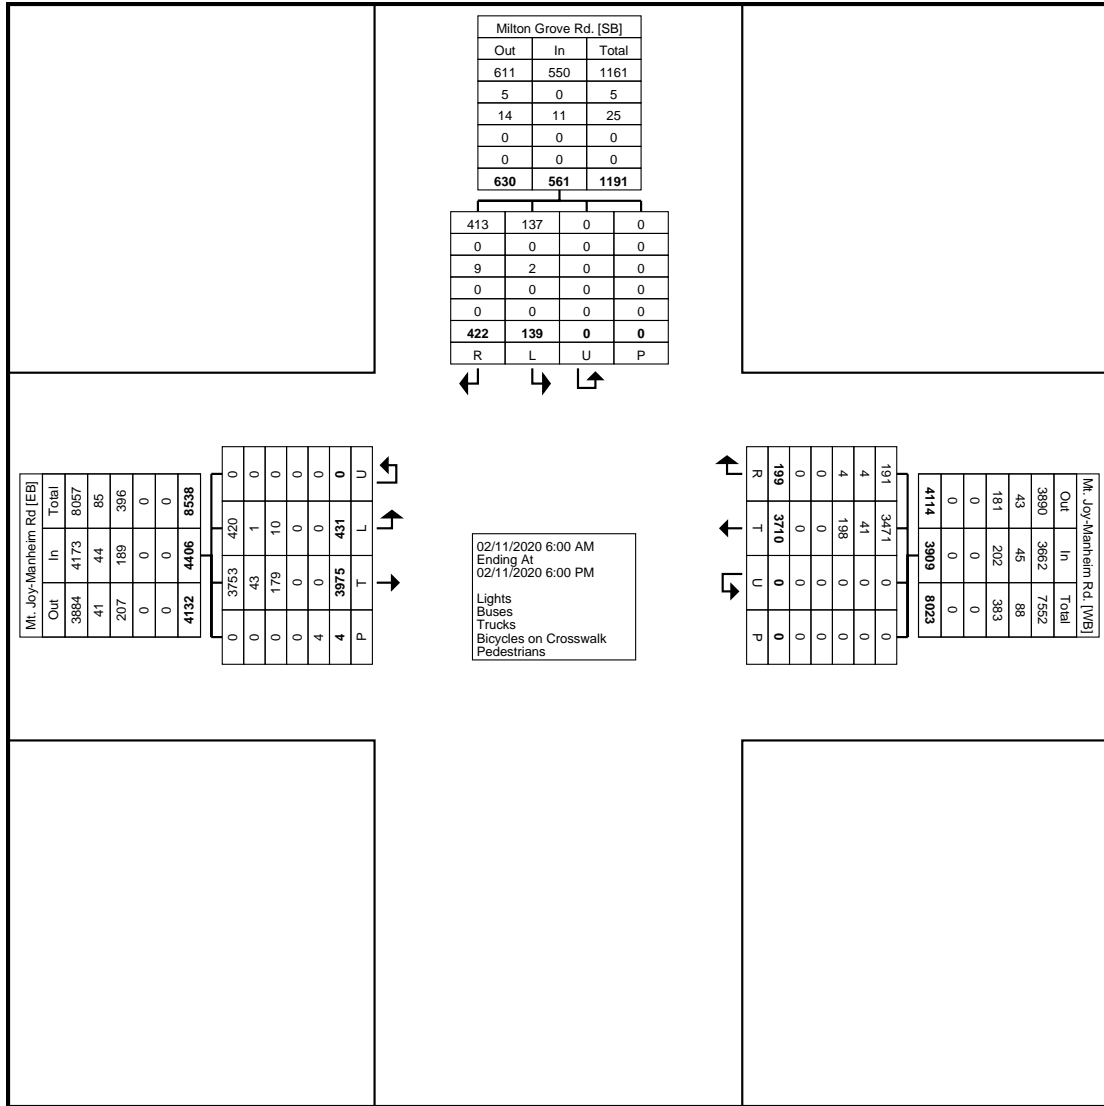 Milton Grove Rd. [SB]
Out In Total
611 550 1161
5 0 5
14 11 25
0 0 0
0 0 0
630 561 1191
413 137 0 0
0 0 0 0
9 2 0 0
0 0 0 0
0 0 0 0
422 139 0 0
R L U P
Mt. Joy-Manheim Rd [EB]
Out In Total
3884 4173 8057
41 44 85
207 189 396
0 0 0
0 0 0
4132 4406 8538
0 3753 420 0
0 43 1 0
0 179 10 0
0 0 0 0
4 0 0 0
4 3975 431 0
P T L U
02/11/2020 6:00 AM
Ending At
02/11/2020 6:00 PM
Lights
Buses
Trucks
Bicycles on Crosswalk
Pedestrians
Mt. Joy-Manheim Rd. [WB]
Out In Total
3890 3662 7552
43 45 88
181 202 383
0 0 0
0 0 0
4114 3909 8023
191 3471 0 0
4 41 0 0
4 198 0 0
0 0 0 0
0 0 0 0
199 3710 0 0
R T U P